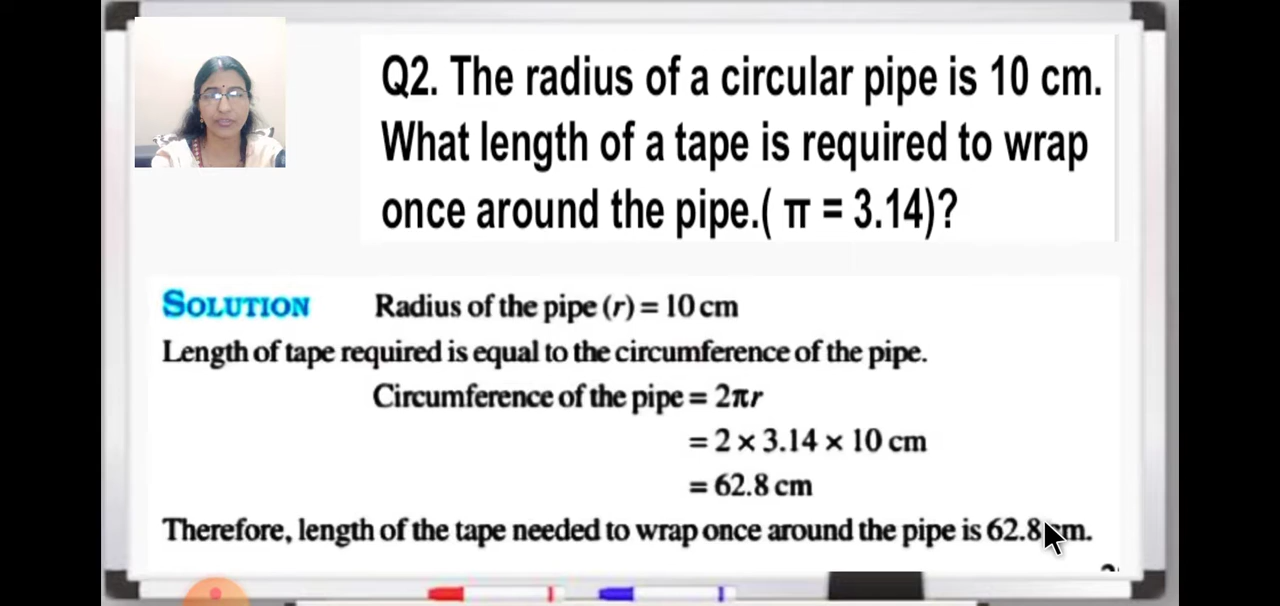 Q2. The radius of a circular pipe is 10 cm.
What length of a tape is required to wrap
once around the pipe.( π = 3.14)?
SOLUTION Radius of the pipe (r) = 10 cm
Length of tape required is equal to the circumference of the pipe.
Circumference of the pipe = 2πr
= 2 × 3.14 × 10 cm
= 62.8 cm
Therefore, length of the tape needed to wrap once around the pipe is 62.8 cm.